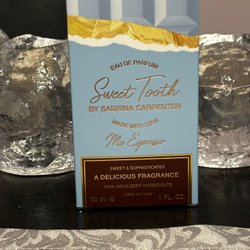 EAU DE PARFUM
Sweet Tooth
BY SABRINA CARPENTER
MADE WITH LOVE
Me Espresso
SWEET & SOPHISTICATED
A DELICIOUS FRAGRANCE
100% INDULGENT INGREDIENTS
30 ml ℮ 1 FL. OZ.